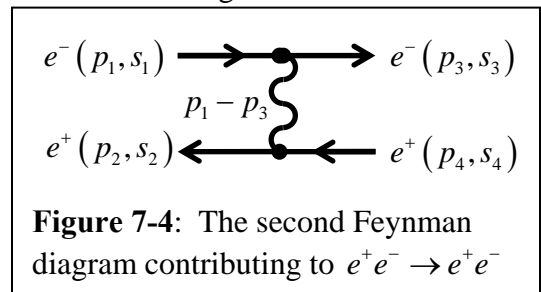 e⁻(p₁, s₁) e⁻(p₃, s₃)
p₁ − p₃
e⁺(p₂, s₂) e⁺(p₄, s₄)
Figure 7-4: The second Feynman
diagram contributing to e⁺e⁻ → e⁺e⁻